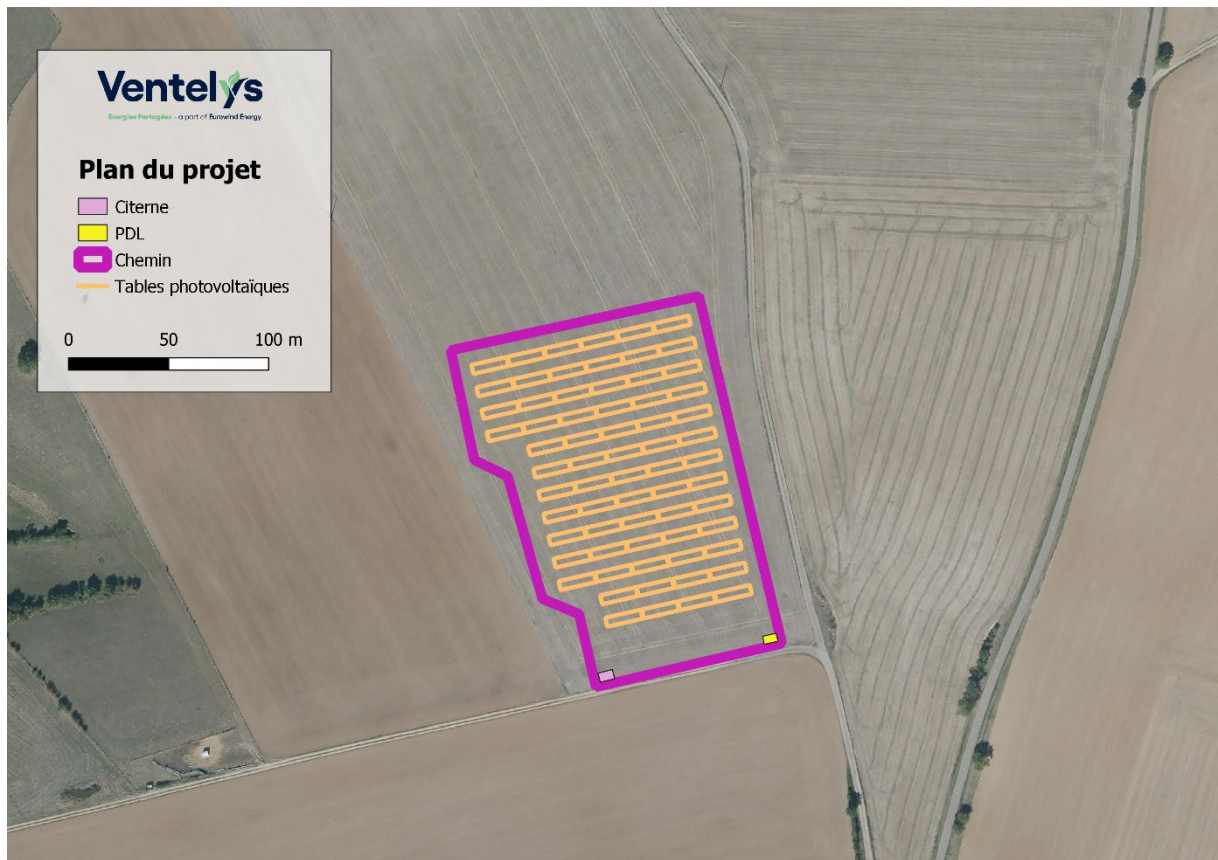 Ventelys
Energies Partagées - a part of Eurowind Energy
Plan du projet
Citerne
PDL
Chemin
Tables photovoltaïques
0 50 100 m